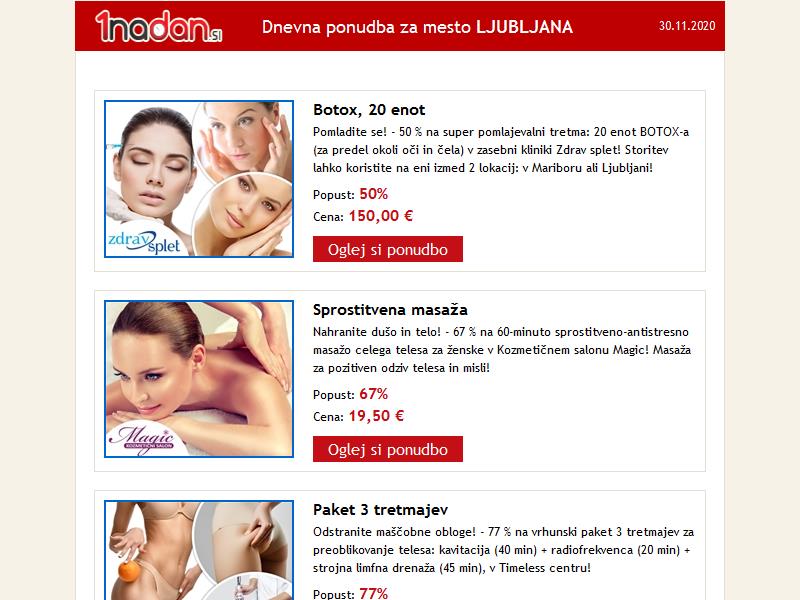 1nadan.si
Dnevna ponudba za mesto LJUBLJANA
30.11.2020
Botox, 20 enot
Pomladite se! - 50 % na super pomlajevalni tretma: 20 enot BOTOX-a
(za predel okoli oči in čela) v zasebni kliniki Zdrav splet! Storitev
lahko koristite na eni izmed 2 lokacij: v Mariboru ali Ljubljani!
Popust: 50%
Cena: 150,00 €
Oglej si ponudbo
zdrav splet
Sprostitvena masaža
Nahranite dušo in telo! - 67 % na 60-minuto sprostitveno-antistresno
masažo celega telesa za ženske v Kozmetičnem salonu Magic! Masaža
za pozitiven odziv telesa in misli!
Popust: 67%
Cena: 19,50 €
Oglej si ponudbo
Magic
KOZMETIČNI SALON
Paket 3 tretmajev
Odstranite maščobne obloge! - 77 % na vrhunski paket 3 tretmajev za
preoblikovanje telesa: kavitacija (40 min) + radiofrekvenca (20 min) +
strojna limfna drenaža (45 min), v Timeless centru!
Popust: 77%